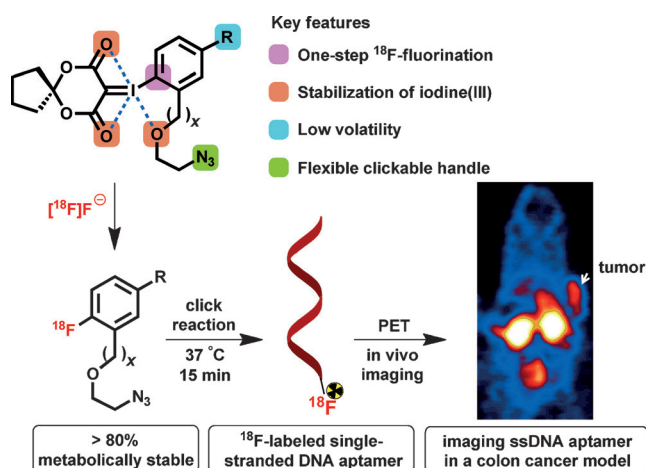 Key features
One-step ¹⁸F-fluorination
Stabilization of iodine(III)
Low volatility
Flexible clickable handle
O
O
R
O
I
O
O
( )x
O
N₃
[¹⁸F]F⊖
R
¹⁸F
( )x
O
N₃
click
reaction
37 °C
15 min
¹⁸F
PET
in vivo
imaging
tumor
> 80%
metabolically stable
¹⁸F-labeled single-
stranded DNA aptamer
imaging ssDNA aptamer
in a colon cancer model